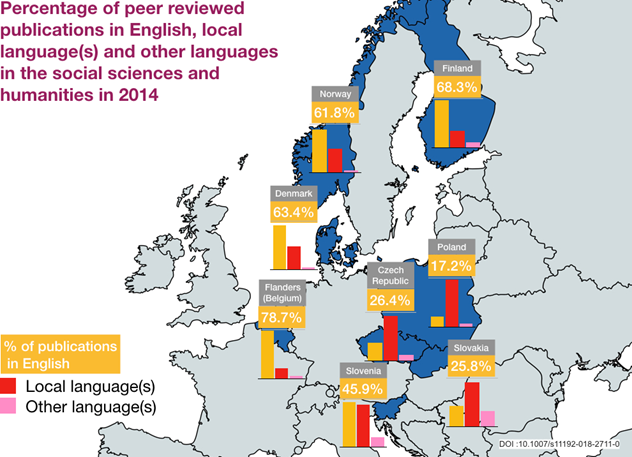 Percentage of peer reviewed
publications in English, local
language(s) and other languages
in the social sciences and
humanities in 2014
Finland
68.3%
Norway
61.8%
Denmark
63.4%
Poland
17.2%
Czech
Republic
26.4%
Flanders
(Belgium)
78.7%
Slovakia
25.8%
Slovenia
45.9%
% of publications
in English
Local language(s)
Other language(s)
DOI :10.1007/s11192-018-2711-0